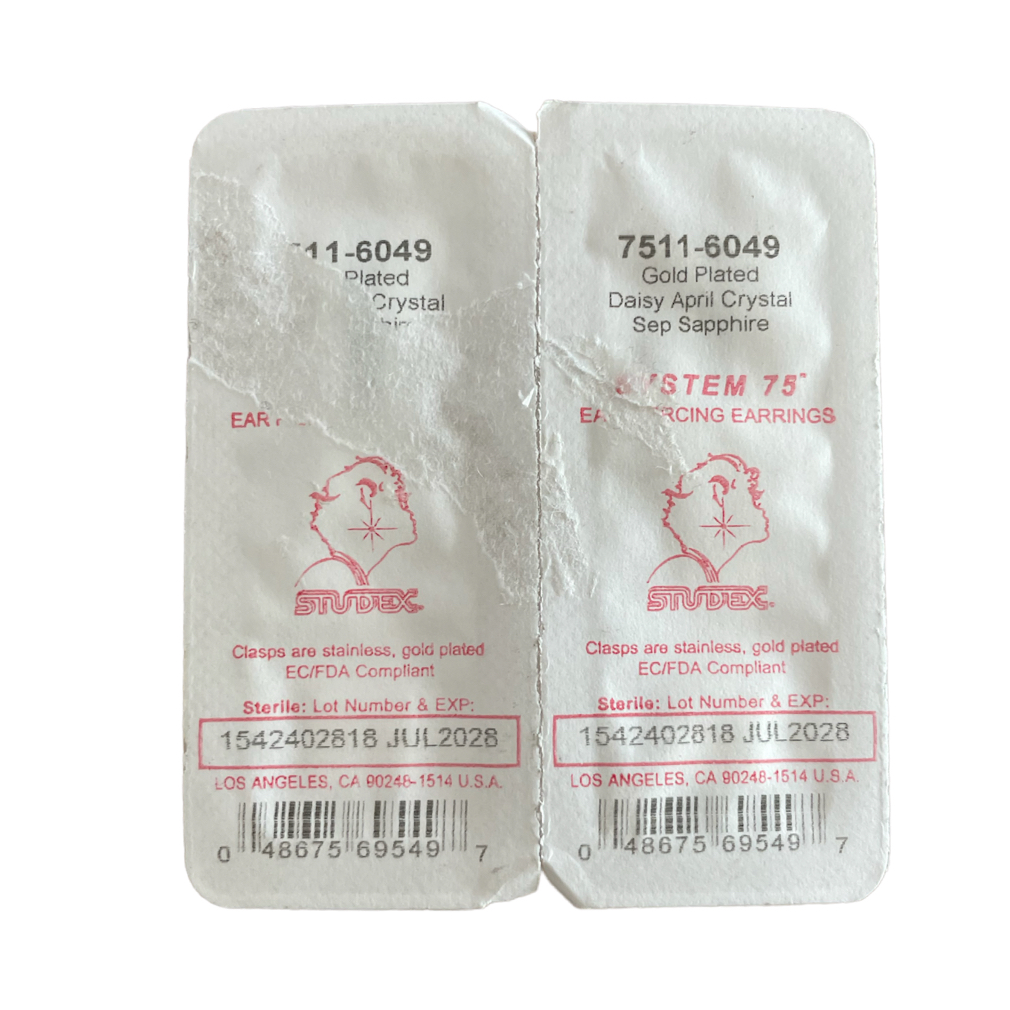 11-6049
Plated
Crystal
EAR
STUDEX®
Clasps are stainless, gold plated
EC/FDA Compliant
Sterile: Lot Number & EXP:
1542402818 JUL2028
LOS ANGELES, CA 90248-1514 U.S.A.
0 48675 69549 7
7511-6049
Gold Plated
Daisy April Crystal
Sep Sapphire
SYSTEM 75™
EAR PIERCING EARRINGS
STUDEX®
Clasps are stainless, gold plated
EC/FDA Compliant
Sterile: Lot Number & EXP:
1542402818 JUL2028
LOS ANGELES, CA 90248-1514 U.S.A.
0 48675 69549 7